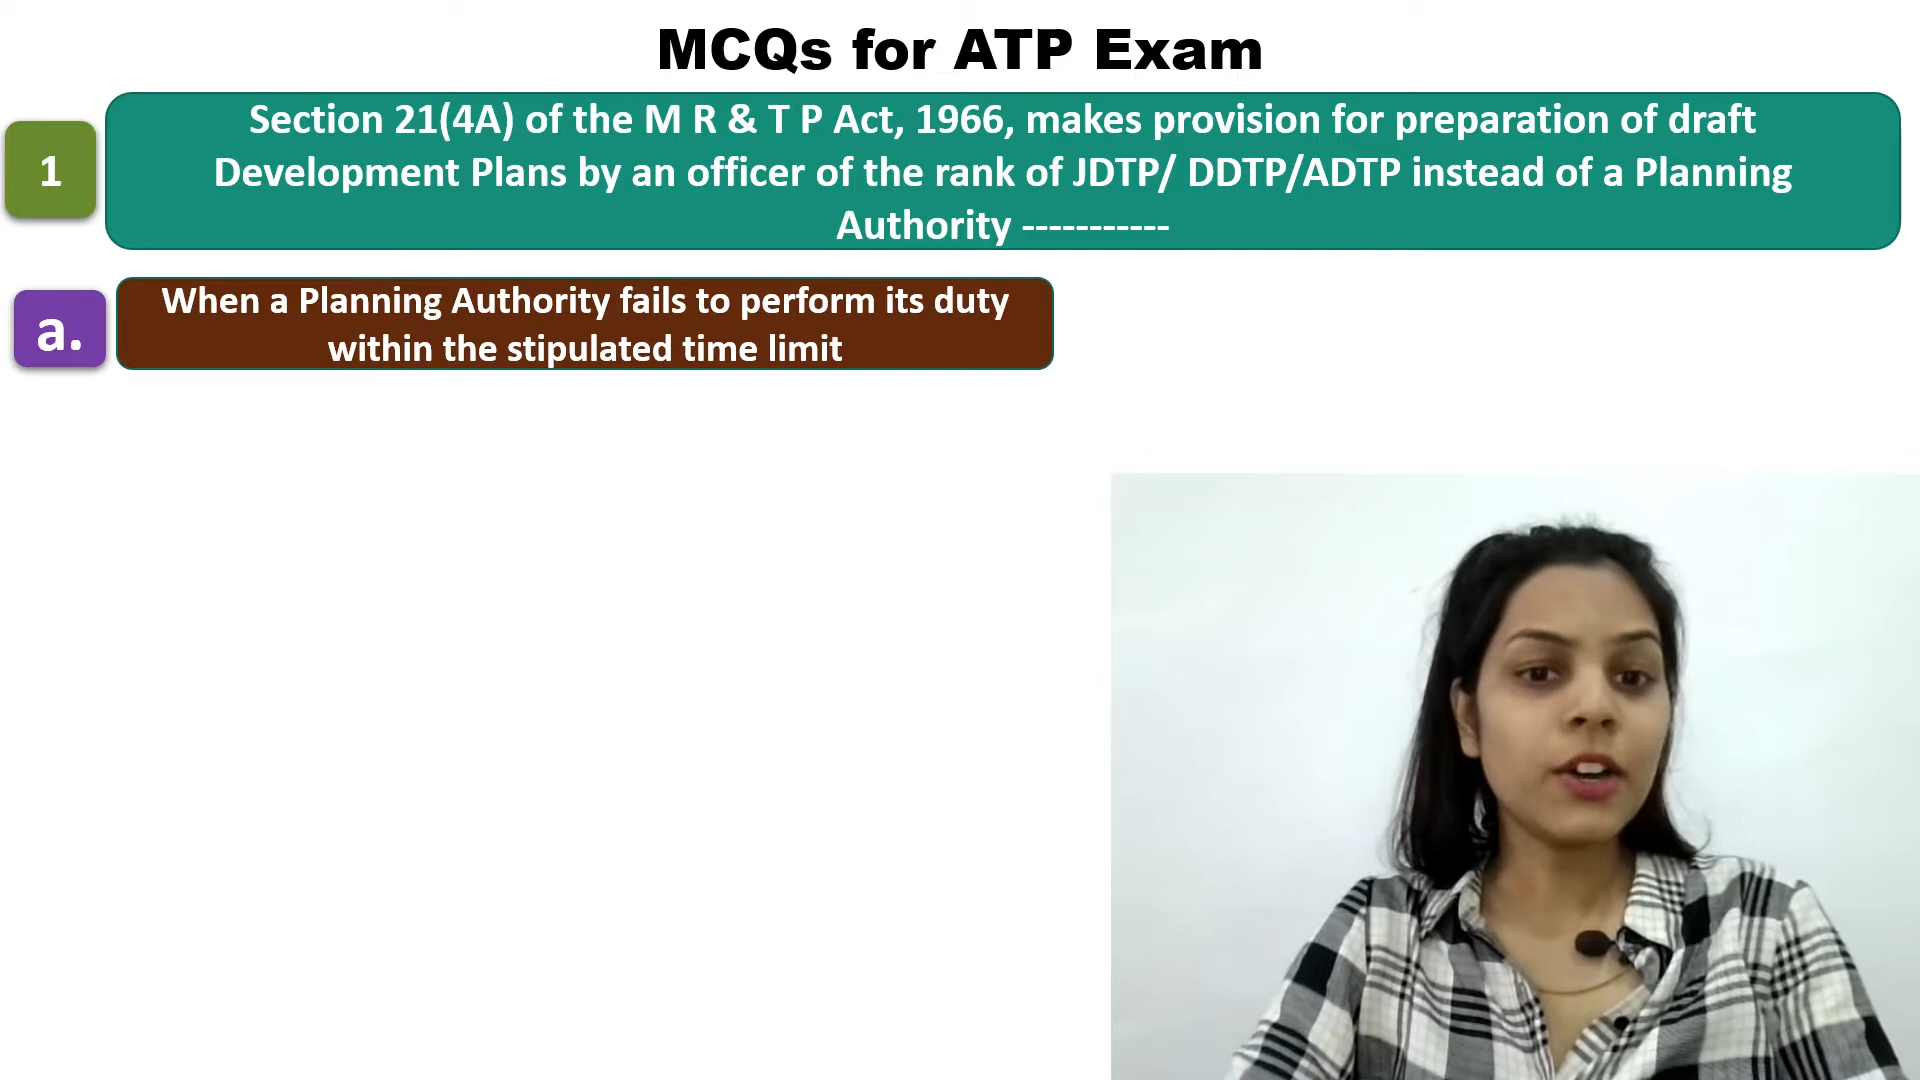 MCQs for ATP Exam
1
Section 21(4A) of the M R & T P Act, 1966, makes provision for preparation of draft
Development Plans by an officer of the rank of JDTP/ DDTP/ADTP instead of a Planning
Authority -----------
a.
When a Planning Authority fails to perform its duty
within the stipulated time limit